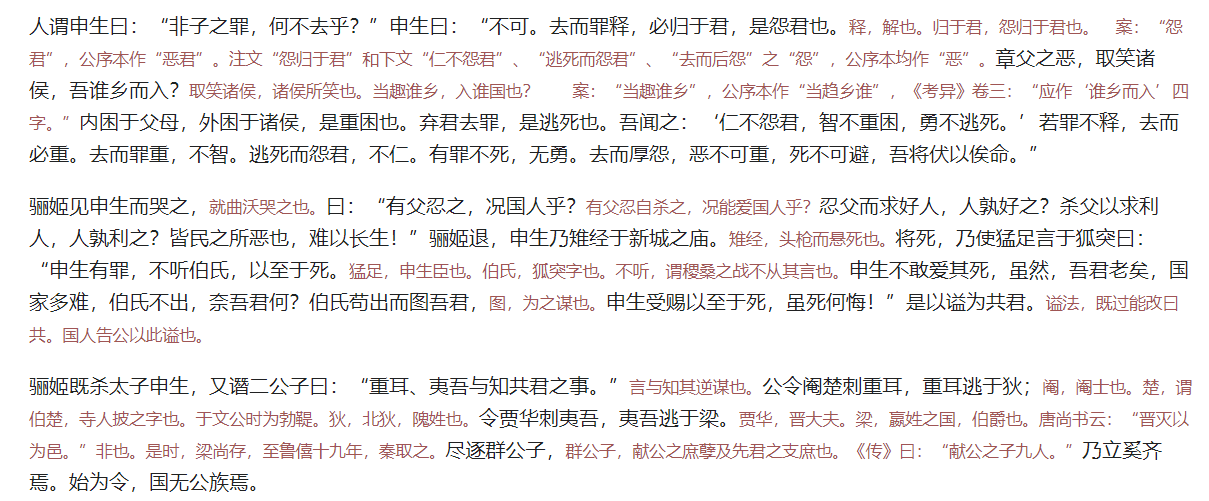 人谓申生曰：“非子之罪，何不去乎？”申生曰：“不可。去而罪释，必归于君，是怨君也。释，解也。归于君，怨归于君也。　案：“怨
君”，公序本作“恶君”。注文“怨归于君”和下文“仁不怨君”、“逃死而怨君”、“去而后怨”之“怨”，公序本均作“恶”。章父之恶，取笑诸
侯，吾谁乡而入？取笑诸侯，诸侯所笑也。当趣谁乡，入谁国也？　　案：“当趣谁乡”，公序本作“当趋乡谁”，《考异》卷三：“应作‘谁乡而入’四
字。”内困于父母，外困于诸侯，是重困也。弃君去罪，是逃死也。吾闻之：‘仁不怨君，智不重困，勇不逃死。’若罪不释，去而
必重。去而罪重，不智。逃死而怨君，不仁。有罪不死，无勇。去而厚怨，恶不可重，死不可避，吾将伏以俟命。”
骊姬见申生而哭之，就曲沃哭之也。曰：“有父忍之，况国人乎？有父忍自杀之，况能爱国人乎？忍父而求好人，人孰好之？杀父以求利
人，人孰利之？皆民之所恶也，难以长生！”骊姬退，申生乃雉经于新城之庙。雉经，头枪而悬死也。将死，乃使猛足言于狐突曰：
“申生有罪，不听伯氏，以至于死。猛足，申生臣也。伯氏，狐突字也。不听，谓稷桑之战不从其言也。申生不敢爱其死，虽然，吾君老矣，国
家多难，伯氏不出，奈吾君何？伯氏苟出而图吾君，图，为之谋也。申生受赐以至于死，虽死何悔！”是以谥为共君。谥法，既过能改曰
共。国人告公以此谥也。
骊姬既杀太子申生，又谮二公子曰：“重耳、夷吾与知共君之事。”言与知其逆谋也。公令阉楚刺重耳，重耳逃于狄；阉，阉士也。楚，谓
伯楚，寺人披之字也。于文公时为勃鞮。狄，北狄，隗姓也。令贾华刺夷吾，夷吾逃于梁。贾华，晋大夫。梁，嬴姓之国，伯爵也。唐尚书云：“晋灭以
为邑。”非也。是时，梁尚存，至鲁僖十九年，秦取之。尽逐群公子，群公子，献公之庶孽及先君之支庶也。《传》曰：“献公之子九人。”乃立奚齐
焉。始为令，国无公族焉。